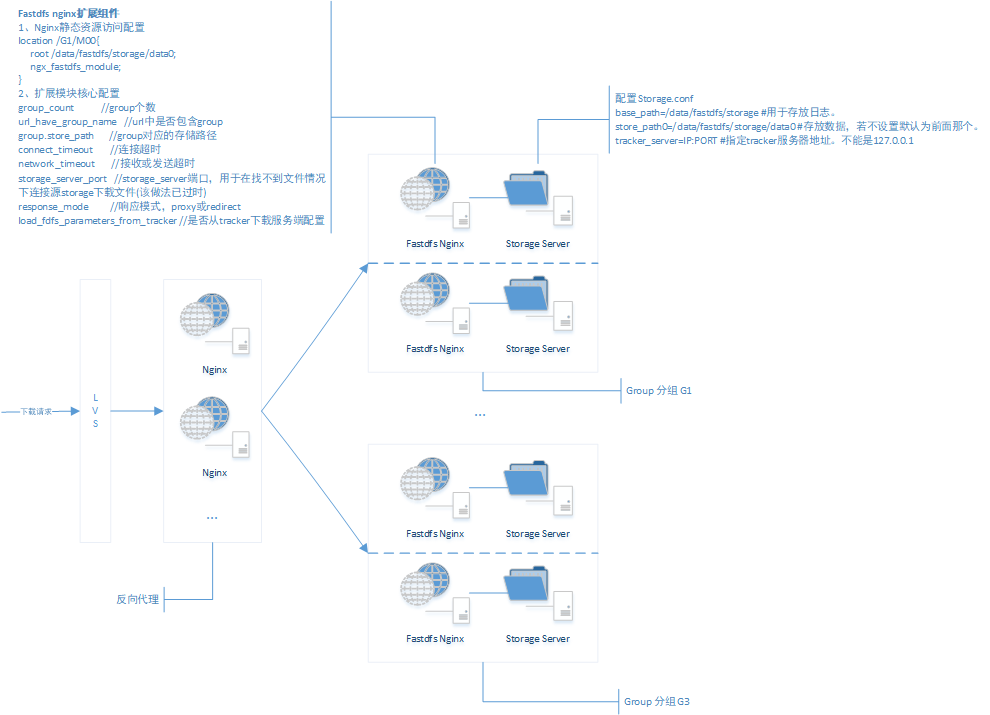 Fastdfs nginx扩展组件
1、Nginx静态资源访问配置
location /G1/M00{
root /data/fastdfs/storage/data0;
ngx_fastdfs_module;
}
2、扩展模块核心配置
group_count //group个数
url_have_group_name //url中是否包含group
group.store_path //group对应的存储路径
connect_timeout //连接超时
network_timeout //接收或发送超时
storage_server_port //storage_server端口，用于在找不到文件情况
下连接源storage下载文件(该做法已过时)
response_mode //响应模式，proxy或redirect
load_fdfs_parameters_from_tracker //是否从tracker下载服务端配置
配置Storage.conf
base_path=/data/fastdfs/storage #用于存放日志。
store_path0=/data/fastdfs/storage/data0 #存放数据，若不设置默认为前面那个。
tracker_server=IP:PORT #指定tracker服务器地址。不能是127.0.0.1
Fastdfs Nginx
Storage Server
Fastdfs Nginx
Storage Server
Group 分组 G1
...
下载请求
L
V
S
Nginx
Nginx
...
反向代理
Fastdfs Nginx
Storage Server
Fastdfs Nginx
Storage Server
Group 分组 G3